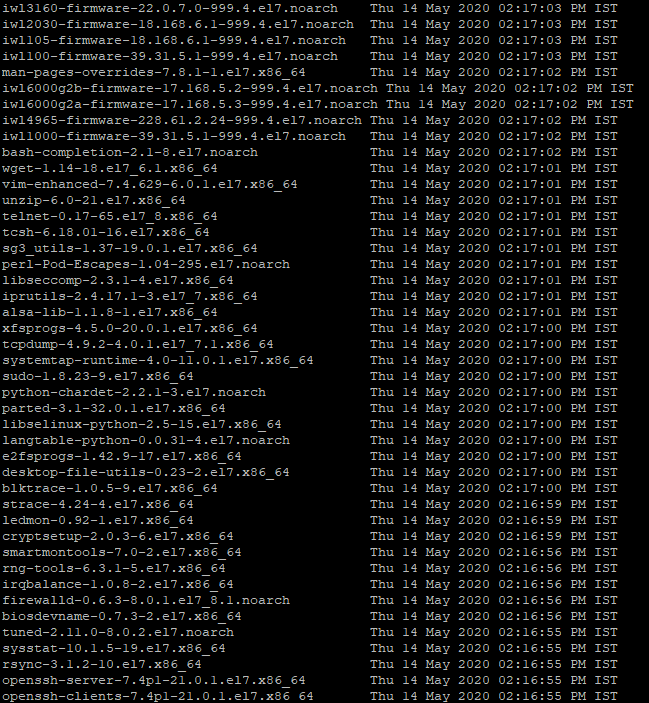 iwl3160-firmware-22.0.7.0-999.4.el7.noarch Thu 14 May 2020 02:17:03 PM IST
iwl2030-firmware-18.168.6.1-999.4.el7.noarch Thu 14 May 2020 02:17:03 PM IST
iwl105-firmware-18.168.6.1-999.4.el7.noarch Thu 14 May 2020 02:17:03 PM IST
iwl100-firmware-39.31.5.1-999.4.el7.noarch Thu 14 May 2020 02:17:03 PM IST
man-pages-overrides-7.8.1-1.el7.x86_64 Thu 14 May 2020 02:17:02 PM IST
iwl6000g2b-firmware-17.168.5.2-999.4.el7.noarch Thu 14 May 2020 02:17:02 PM IST
iwl6000g2a-firmware-17.168.5.3-999.4.el7.noarch Thu 14 May 2020 02:17:02 PM IST
iwl4965-firmware-228.61.2.24-999.4.el7.noarch Thu 14 May 2020 02:17:02 PM IST
iwl1000-firmware-39.31.5.1-999.4.el7.noarch Thu 14 May 2020 02:17:02 PM IST
bash-completion-2.1-8.el7.noarch Thu 14 May 2020 02:17:02 PM IST
wget-1.14-18.el7_6.1.x86_64 Thu 14 May 2020 02:17:01 PM IST
vim-enhanced-7.4.629-6.0.1.el7.x86_64 Thu 14 May 2020 02:17:01 PM IST
unzip-6.0-21.el7.x86_64 Thu 14 May 2020 02:17:01 PM IST
telnet-0.17-65.el7_8.x86_64 Thu 14 May 2020 02:17:01 PM IST
tcsh-6.18.01-16.el7.x86_64 Thu 14 May 2020 02:17:01 PM IST
sg3_utils-1.37-19.0.1.el7.x86_64 Thu 14 May 2020 02:17:01 PM IST
perl-Pod-Escapes-1.04-295.el7.noarch Thu 14 May 2020 02:17:01 PM IST
libseccomp-2.3.1-4.el7.x86_64 Thu 14 May 2020 02:17:01 PM IST
iprutils-2.4.17.1-3.el7_7.x86_64 Thu 14 May 2020 02:17:01 PM IST
alsa-lib-1.1.8-1.el7.x86_64 Thu 14 May 2020 02:17:01 PM IST
xfsprogs-4.5.0-20.0.1.el7.x86_64 Thu 14 May 2020 02:17:00 PM IST
tcpdump-4.9.2-4.0.1.el7_7.1.x86_64 Thu 14 May 2020 02:17:00 PM IST
systemtap-runtime-4.0-11.0.1.el7.x86_64 Thu 14 May 2020 02:17:00 PM IST
sudo-1.8.23-9.el7.x86_64 Thu 14 May 2020 02:17:00 PM IST
python-chardet-2.2.1-3.el7.noarch Thu 14 May 2020 02:17:00 PM IST
parted-3.1-32.0.1.el7.x86_64 Thu 14 May 2020 02:17:00 PM IST
libselinux-python-2.5-15.el7.x86_64 Thu 14 May 2020 02:17:00 PM IST
langtable-python-0.0.31-4.el7.noarch Thu 14 May 2020 02:17:00 PM IST
e2fsprogs-1.42.9-17.el7.x86_64 Thu 14 May 2020 02:17:00 PM IST
desktop-file-utils-0.23-2.el7.x86_64 Thu 14 May 2020 02:17:00 PM IST
blktrace-1.0.5-9.el7.x86_64 Thu 14 May 2020 02:17:00 PM IST
strace-4.24-4.el7.x86_64 Thu 14 May 2020 02:16:59 PM IST
ledmon-0.92-1.el7.x86_64 Thu 14 May 2020 02:16:59 PM IST
cryptsetup-2.0.3-6.el7.x86_64 Thu 14 May 2020 02:16:59 PM IST
smartmontools-7.0-2.el7.x86_64 Thu 14 May 2020 02:16:56 PM IST
rng-tools-6.3.1-5.el7.x86_64 Thu 14 May 2020 02:16:56 PM IST
irqbalance-1.0.8-2.el7.x86_64 Thu 14 May 2020 02:16:56 PM IST
firewalld-0.6.3-8.0.1.el7_8.1.noarch Thu 14 May 2020 02:16:56 PM IST
biosdevname-0.7.3-2.el7.x86_64 Thu 14 May 2020 02:16:56 PM IST
tuned-2.11.0-8.0.2.el7.noarch Thu 14 May 2020 02:16:55 PM IST
sysstat-10.1.5-19.el7.x86_64 Thu 14 May 2020 02:16:55 PM IST
rsync-3.1.2-10.el7.x86_64 Thu 14 May 2020 02:16:55 PM IST
openssh-server-7.4p1-21.0.1.el7.x86_64 Thu 14 May 2020 02:16:55 PM IST
openssh-clients-7.4p1-21.0.1.el7.x86_64 Thu 14 May 2020 02:16:55 PM IST